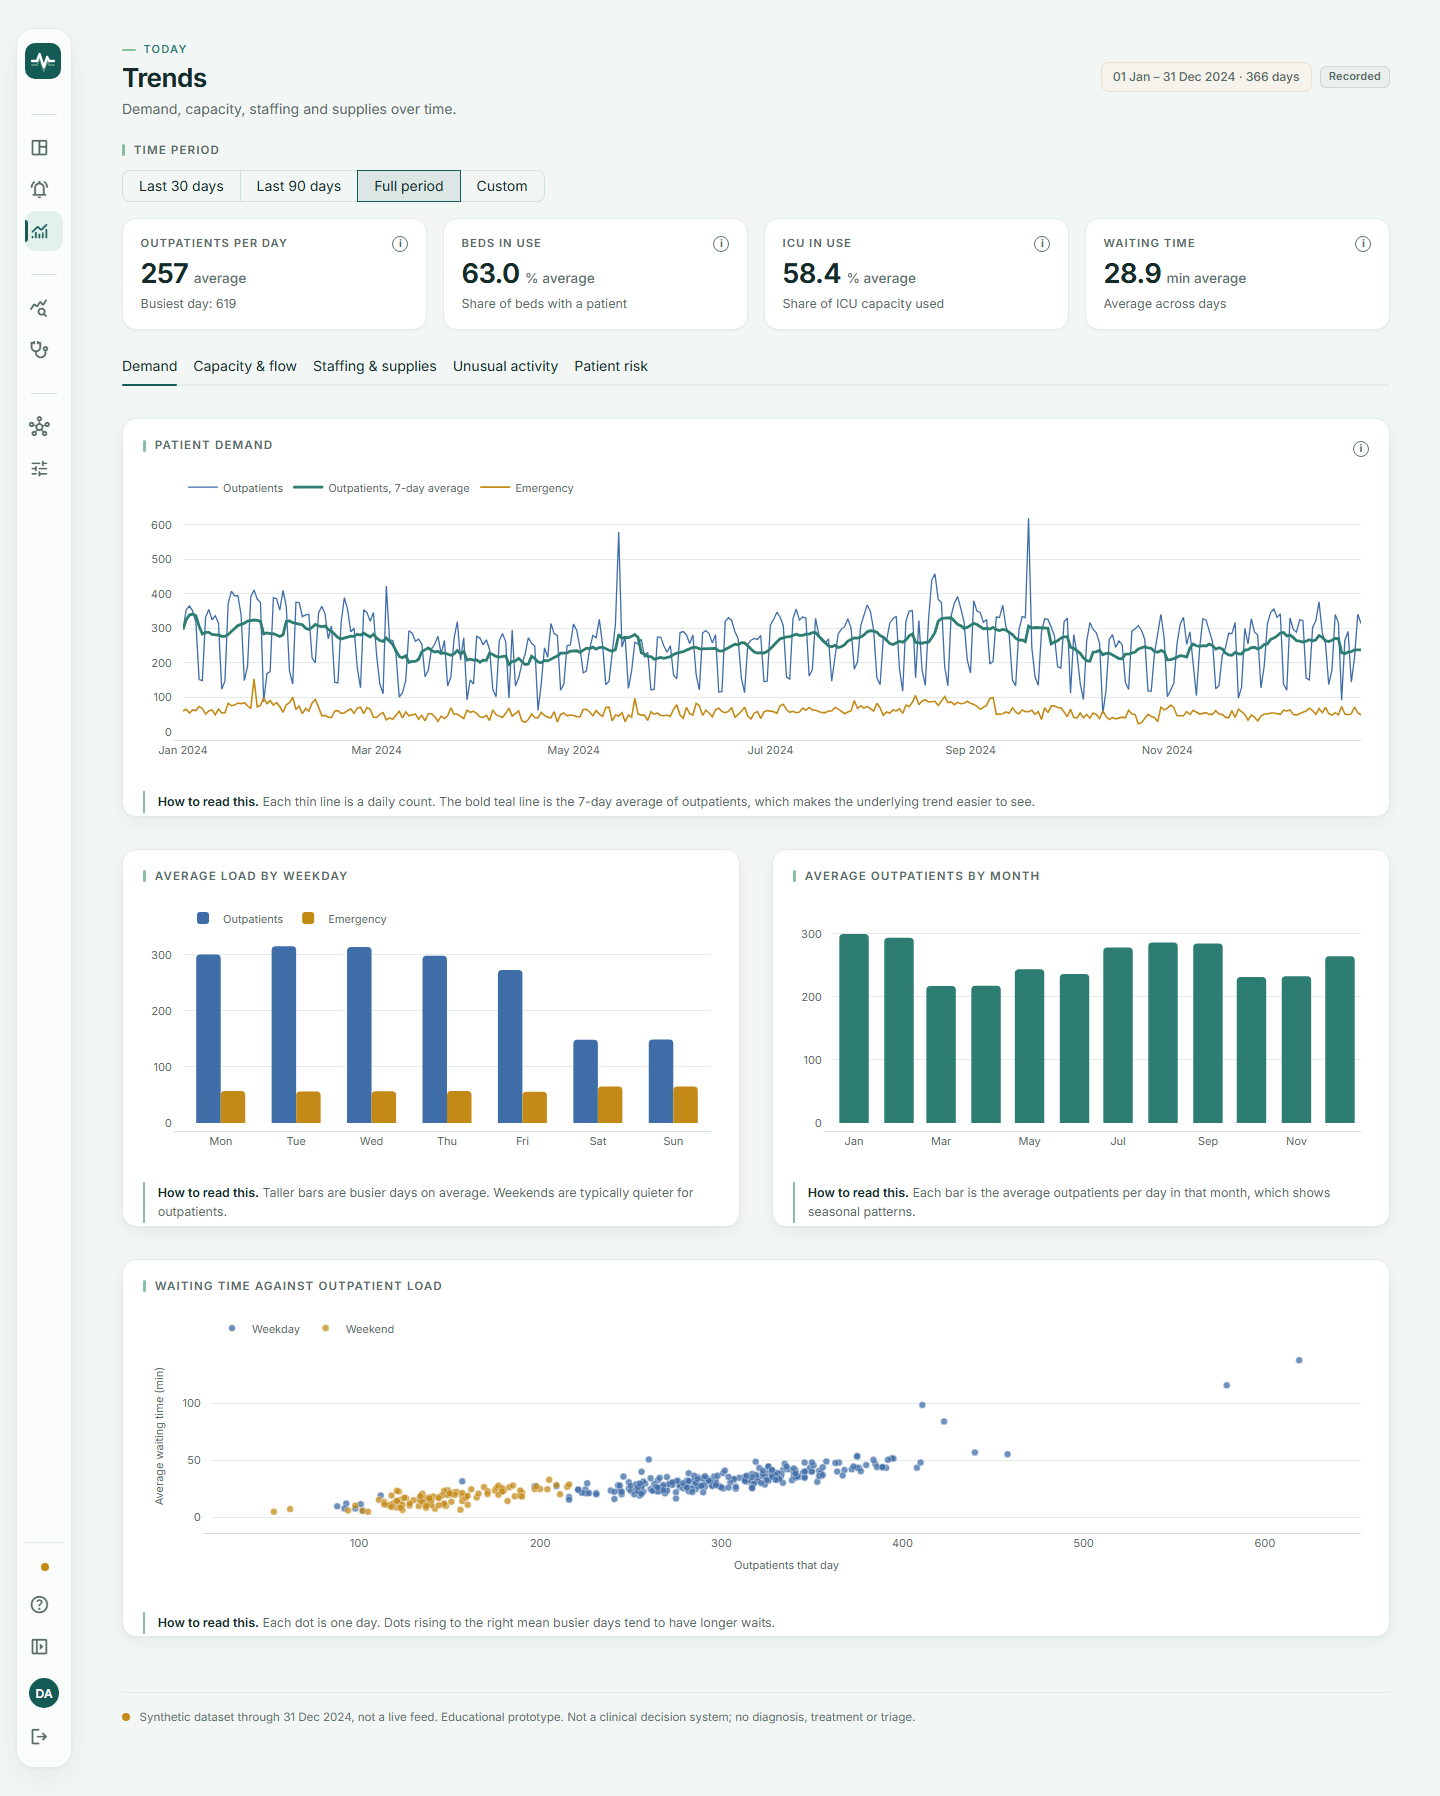 TODAY
Trends
Demand, capacity, staffing and supplies over time.
01 Jan – 31 Dec 2024 · 366 days
Recorded
TIME PERIOD
Last 30 days
Last 90 days
Full period
Custom
OUTPATIENTS PER DAY
257 average
Busiest day: 619
BEDS IN USE
63.0 % average
Share of beds with a patient
ICU IN USE
58.4 % average
Share of ICU capacity used
WAITING TIME
28.9 min average
Average across days
Demand
Capacity & flow
Staffing & supplies
Unusual activity
Patient risk
PATIENT DEMAND
Outpatients
Outpatients, 7-day average
Emergency
600
500
400
300
200
100
0
Jan 2024
Mar 2024
May 2024
Jul 2024
Sep 2024
Nov 2024
How to read this. Each thin line is a daily count. The bold teal line is the 7-day average of outpatients, which makes the underlying trend easier to see.
AVERAGE LOAD BY WEEKDAY
Outpatients
Emergency
300
200
100
0
Mon
Tue
Wed
Thu
Fri
Sat
Sun
How to read this. Taller bars are busier days on average. Weekends are typically quieter for
outpatients.
AVERAGE OUTPATIENTS BY MONTH
300
200
100
0
Jan
Mar
May
Jul
Sep
Nov
How to read this. Each bar is the average outpatients per day in that month, which shows
seasonal patterns.
WAITING TIME AGAINST OUTPATIENT LOAD
Weekday
Weekend
Average waiting time (min)
100
50
0
100
200
300
400
500
600
Outpatients that day
How to read this. Each dot is one day. Dots rising to the right mean busier days tend to have longer waits.
DA
Synthetic dataset through 31 Dec 2024, not a live feed. Educational prototype. Not a clinical decision system; no diagnosis, treatment or triage.